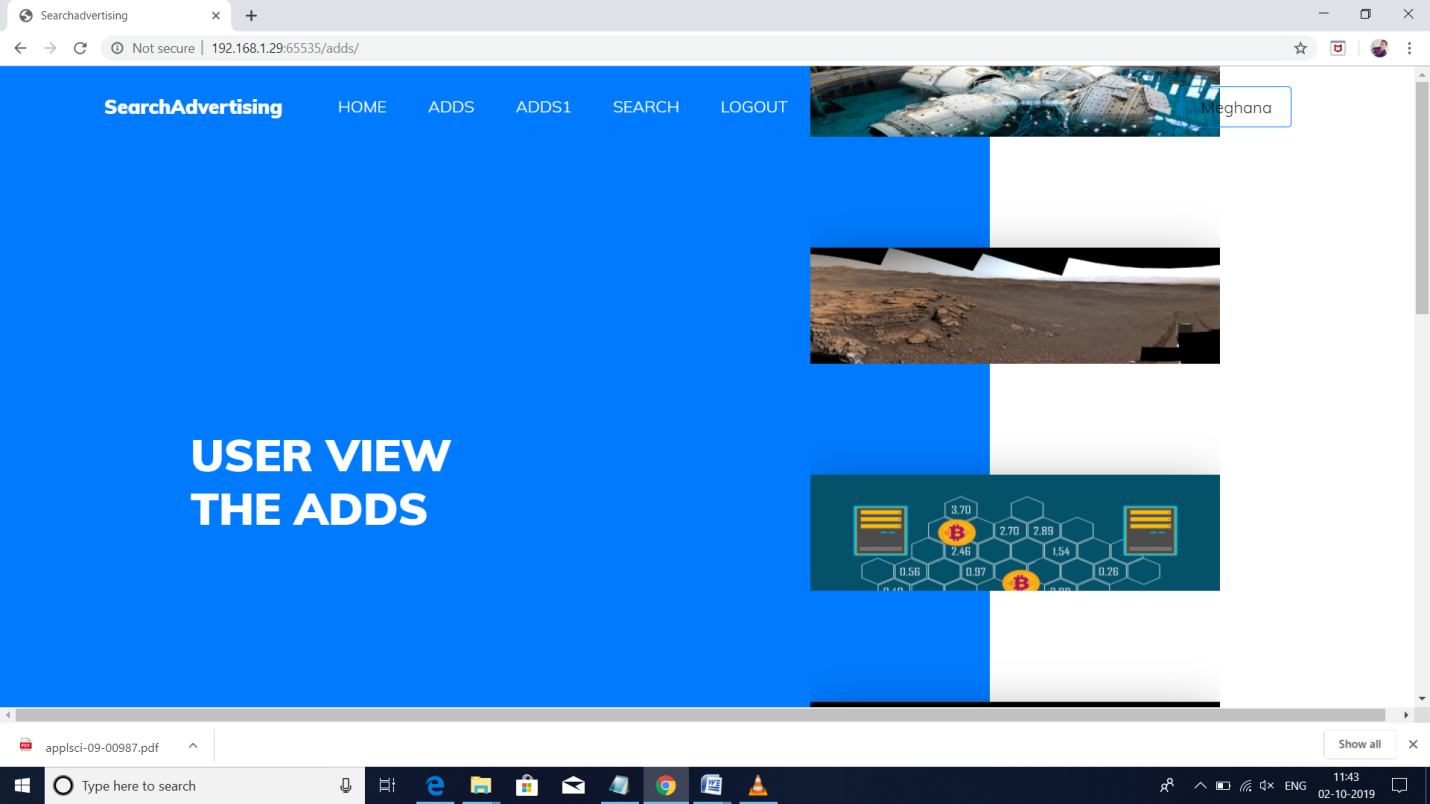 Searchadvertising
Not secure
192.168.1.29:65535/adds/
SearchAdvertising
HOME
ADDS
ADDS1
SEARCH
LOGOUT
Meghana
USER VIEW
THE ADDS
3.70
2.70
2.89
2.46
1.54
0.56
0.97
0.26
applsci-09-00987.pdf
Show all
Type here to search
ENG
11:43
02-10-2019